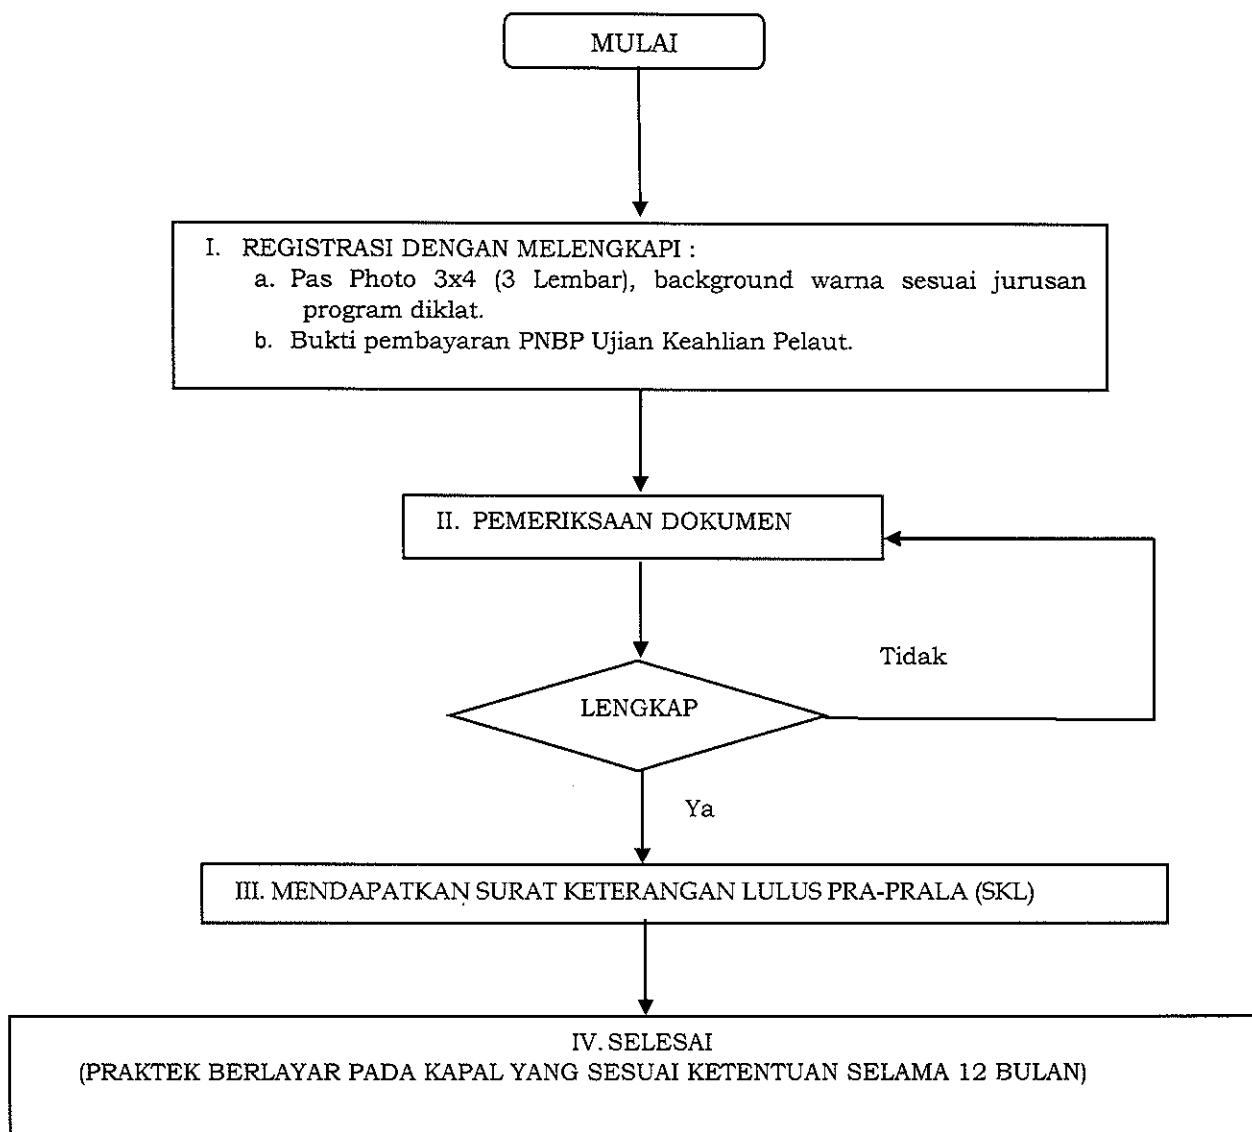 MULAI
I. REGISTRASI DENGAN MELENGKAPI :
a. Pas Photo 3x4 (3 Lembar), background warna sesuai jurusan
program diklat.
b. Bukti pembayaran PNBP Ujian Keahlian Pelaut.
II. PEMERIKSAAN DOKUMEN
Tidak
LENGKAP
Ya
III. MENDAPATKAN SURAT KETERANGAN LULUS PRA-PRALA (SKL)
IV. SELESAI
(PRAKTEK BERLAYAR PADA KAPAL YANG SESUAI KETENTUAN SELAMA 12 BULAN)